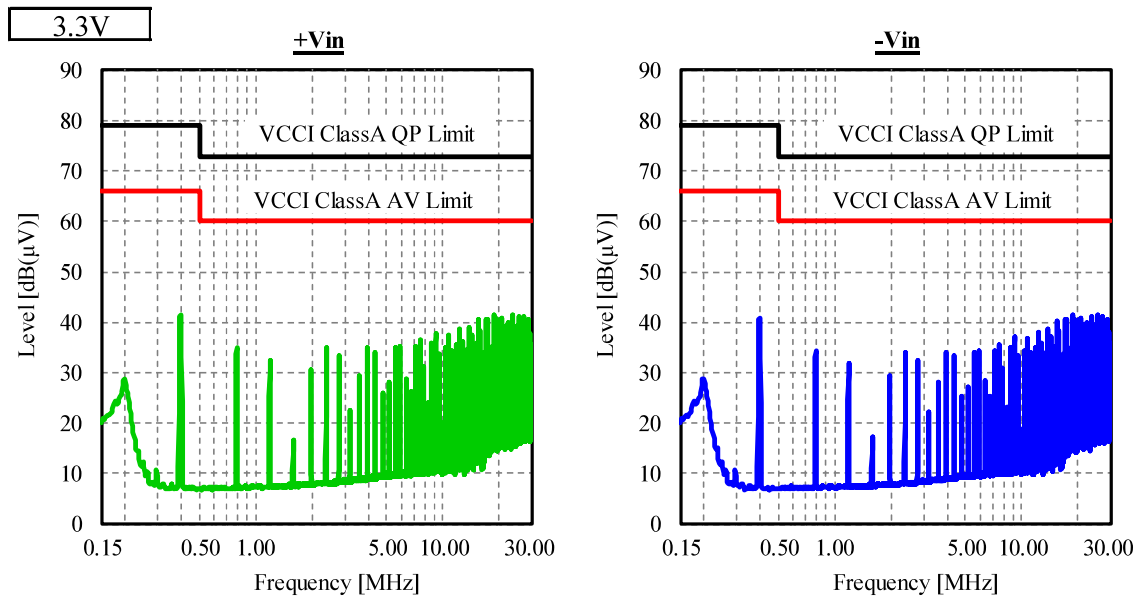 3.3V
+Vin
90
80
70
60
50
40
30
20
10
0
Level [dB(μV)]
VCCI ClassA QP Limit
VCCI ClassA AV Limit
0.15 0.50 1.00 5.00 10.00 30.00
Frequency [MHz]
-Vin
90
80
70
60
50
40
30
20
10
0
Level [dB(μV)]
VCCI ClassA QP Limit
VCCI ClassA AV Limit
0.15 0.50 1.00 5.00 10.00 30.00
Frequency [MHz]